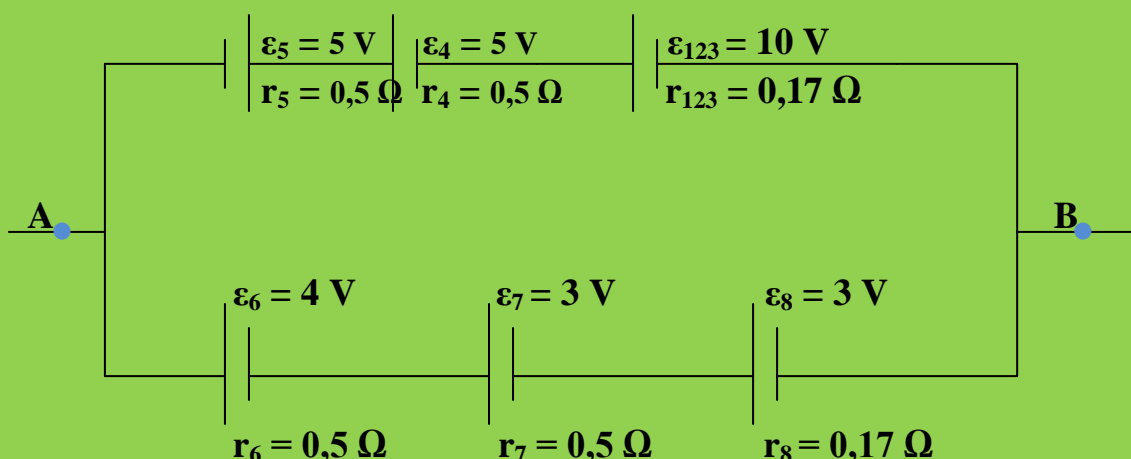 ε₅ = 5 V ε₄ = 5 V ε₁₂₃ = 10 V
r₅ = 0,5 Ω r₄ = 0,5 Ω r₁₂₃ = 0,17 Ω
A B
ε₆ = 4 V ε₇ = 3 V ε₈ = 3 V
r₆ = 0,5 Ω r₇ = 0,5 Ω r₈ = 0,17 Ω